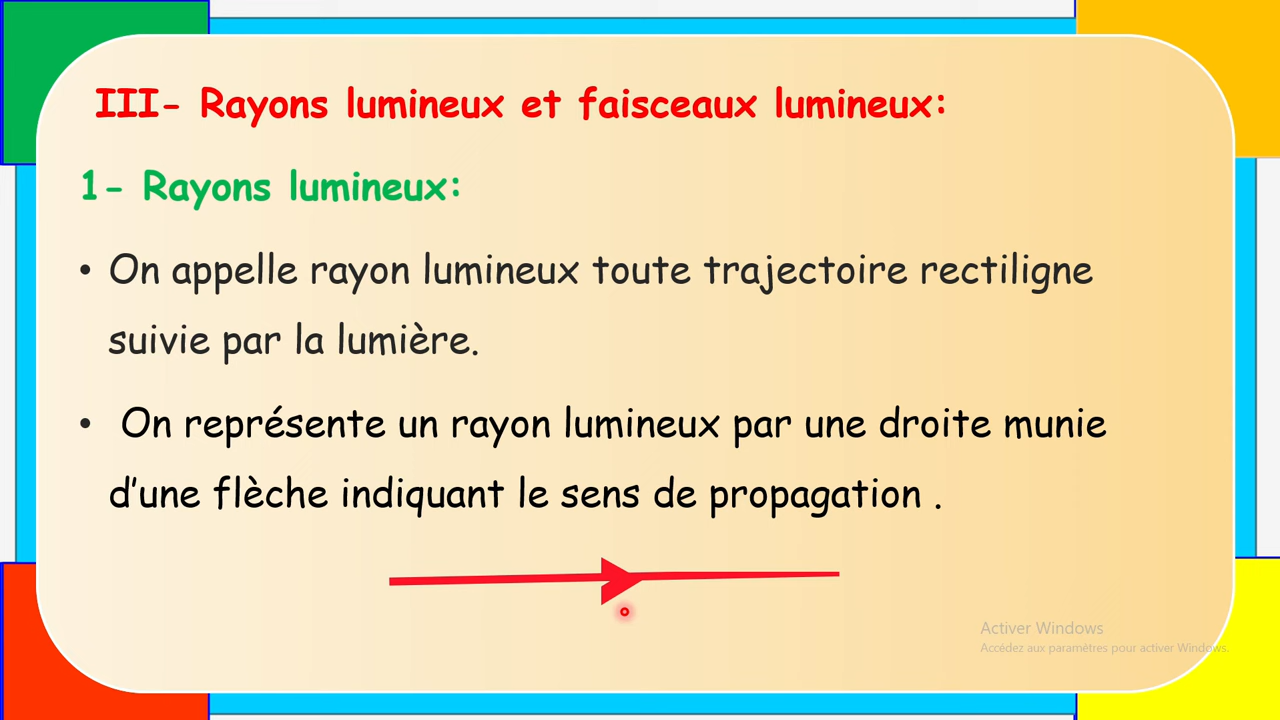 III- Rayons lumineux et faisceaux lumineux:
1- Rayons lumineux:
• On appelle rayon lumineux toute trajectoire rectiligne
suivie par la lumière.
• On représente un rayon lumineux par une droite munie
d’une flèche indiquant le sens de propagation .
Activer Windows
Accédez aux paramètres pour activer Windows.